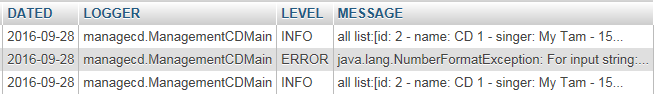 DATED LOGGER LEVEL MESSAGE
2016-09-28 managecd.ManagementCDMain INFO all list:[id: 2 - name: CD 1 - singer: My Tam - 15...
2016-09-28 managecd.ManagementCDMain ERROR java.lang.NumberFormatException: For input string:...
2016-09-28 managecd.ManagementCDMain INFO all list:[id: 2 - name: CD 1 - singer: My Tam - 15...